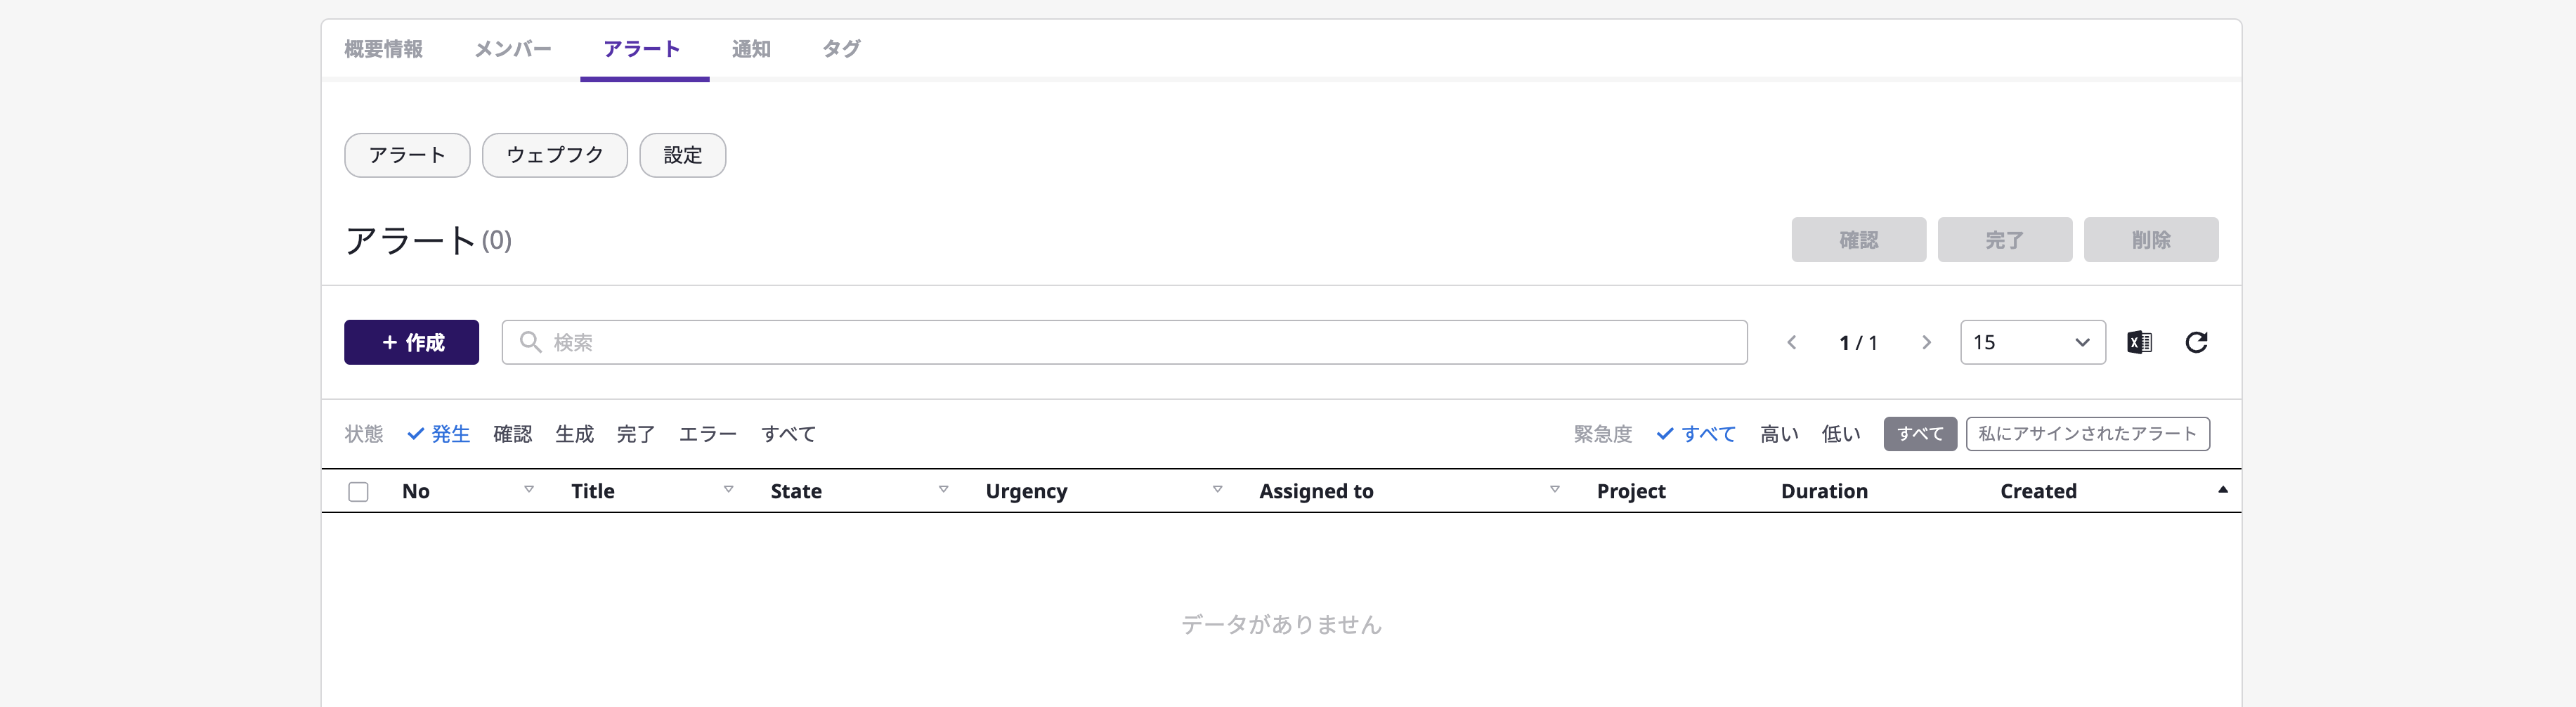 概要情報 メンバー アラート 通知 タグ
アラート ウェブフク 設定
アラート (0) 確認 完了 削除
+ 作成 検索 1 / 1 15
状態 発生 確認 生成 完了 エラー すべて 緊急度 すべて 高い 低い すべて 私にアサインされたアラート
No Title State Urgency Assigned to Project Duration Created
データがありません